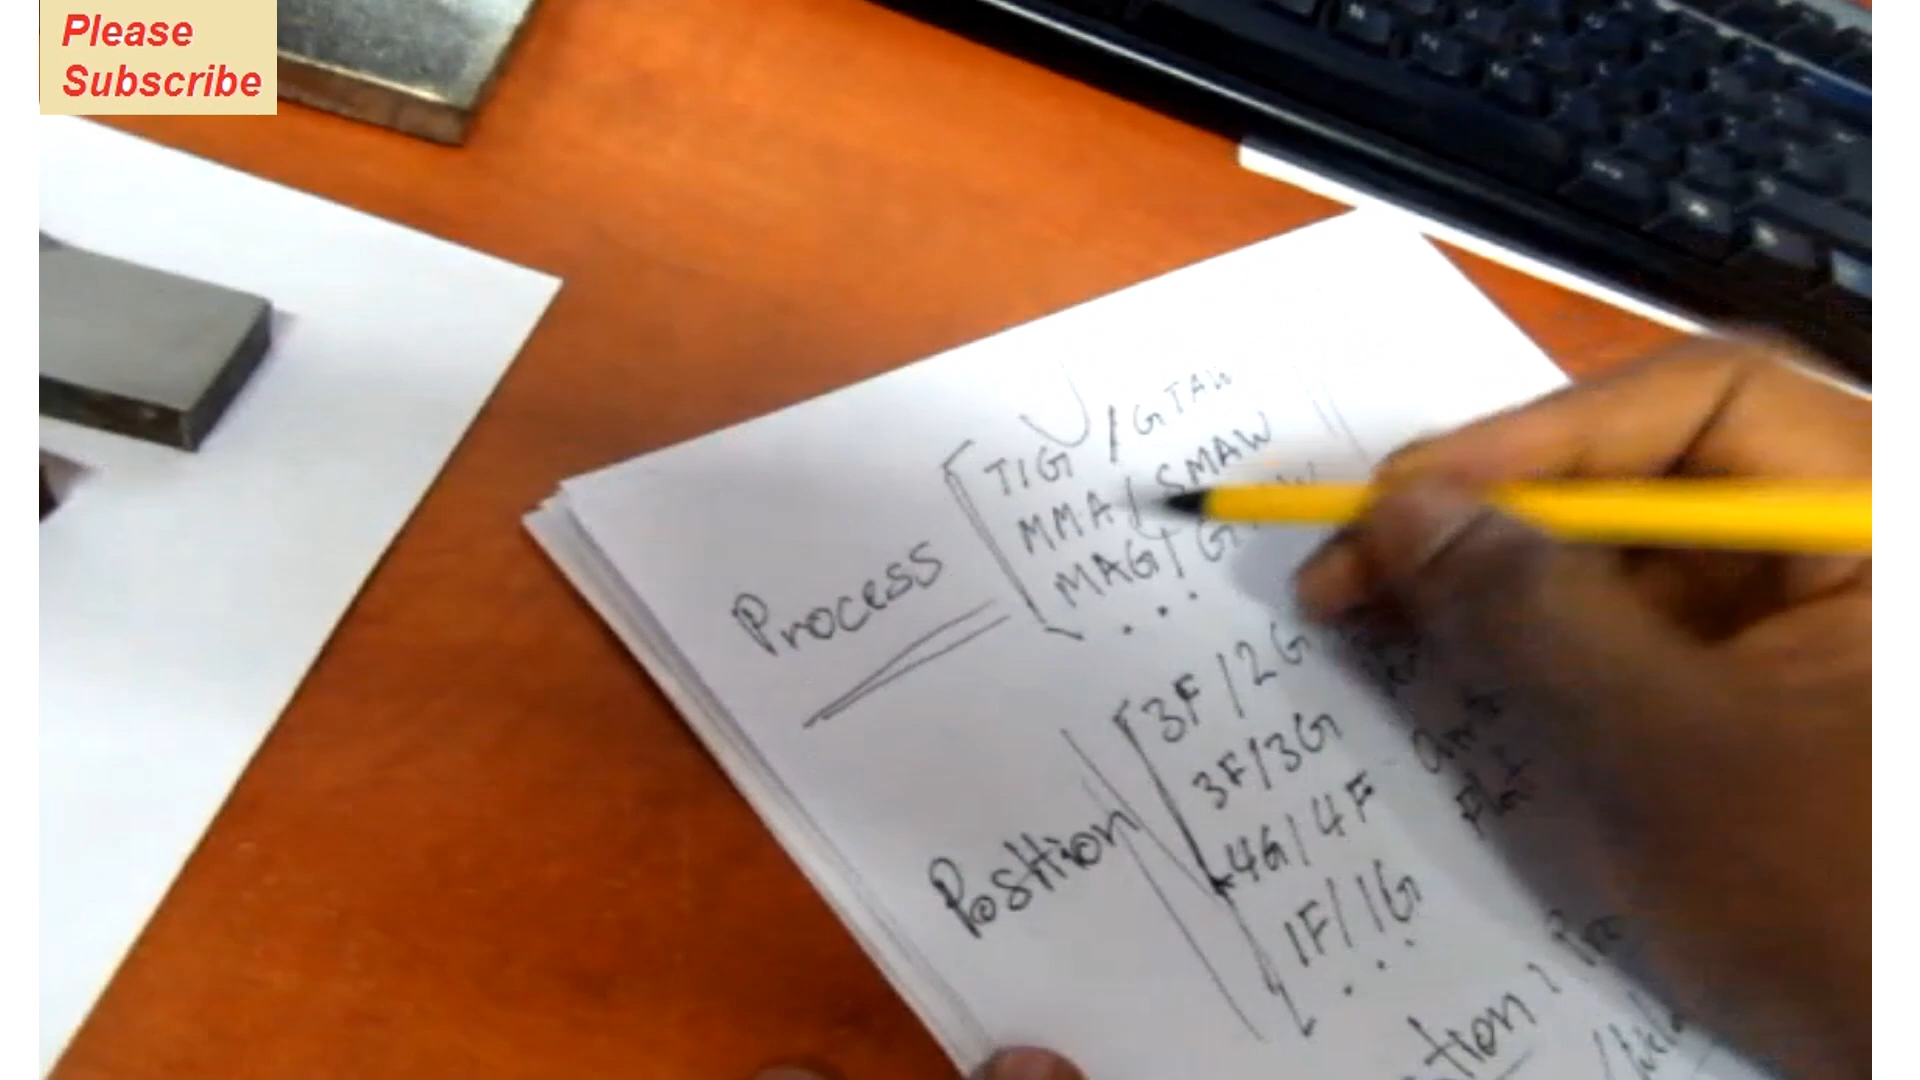 Please
Subscribe
Process
TIG / GTAW
MMA / SMAW
MAG /
. . .
Position
3F / 2G
3F / 3G
4G / 4F
1F / 1G
. . .